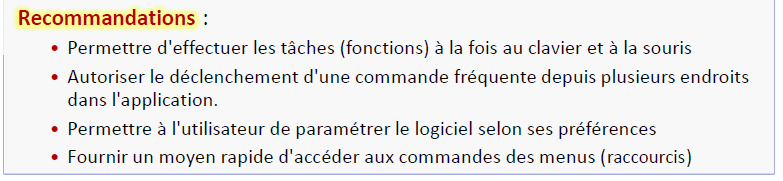 Recommandations :
• Permettre d'effectuer les tâches (fonctions) à la fois au clavier et à la souris
• Autoriser le déclenchement d'une commande fréquente depuis plusieurs endroits
dans l'application.
• Permettre à l'utilisateur de paramétrer le logiciel selon ses préférences
• Fournir un moyen rapide d'accéder aux commandes des menus (raccourcis)